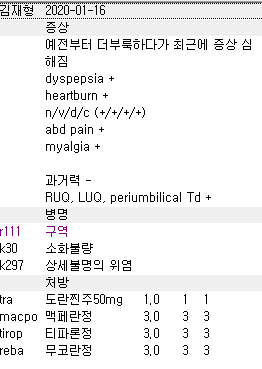 김재형 2020-01-16
증상
예전부터 더부룩하다가 최근에 증상 심
해짐
dyspepsia +
heartburn +
n/v/d/c (+/+/+/+)
abd pain +
myalgia +
과거력 -
RUQ, LUQ, periumbilical Td +
병명
r111 구역
k30 소화불량
k297 상세불명의 위염
처방
tra 도란찐주50mg 1.0 1 1
macpo 맥페란정 3.0 3 3
tirop 티파론정 3.0 3 3
reba 무코란정 3.0 3 3